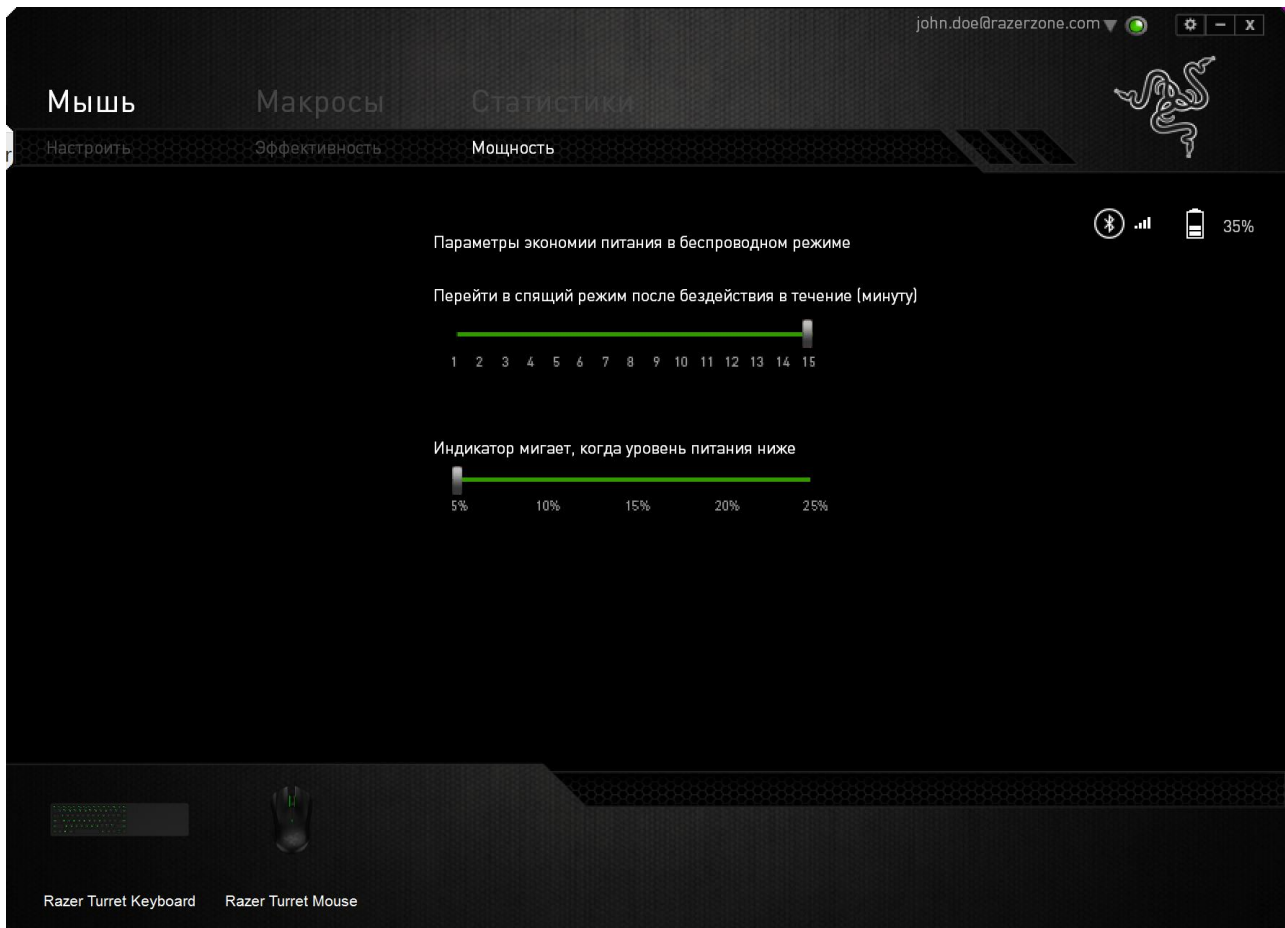 john.doe@razerzone.com
Мышь Макросы Статистики
Настроить Эффективность Мощность
35%
Параметры экономии питания в беспроводном режиме
Перейти в спящий режим после бездействия в течение (минуту)
1 2 3 4 5 6 7 8 9 10 11 12 13 14 15
Индикатор мигает, когда уровень питания ниже
5% 10% 15% 20% 25%
Razer Turret Keyboard Razer Turret Mouse